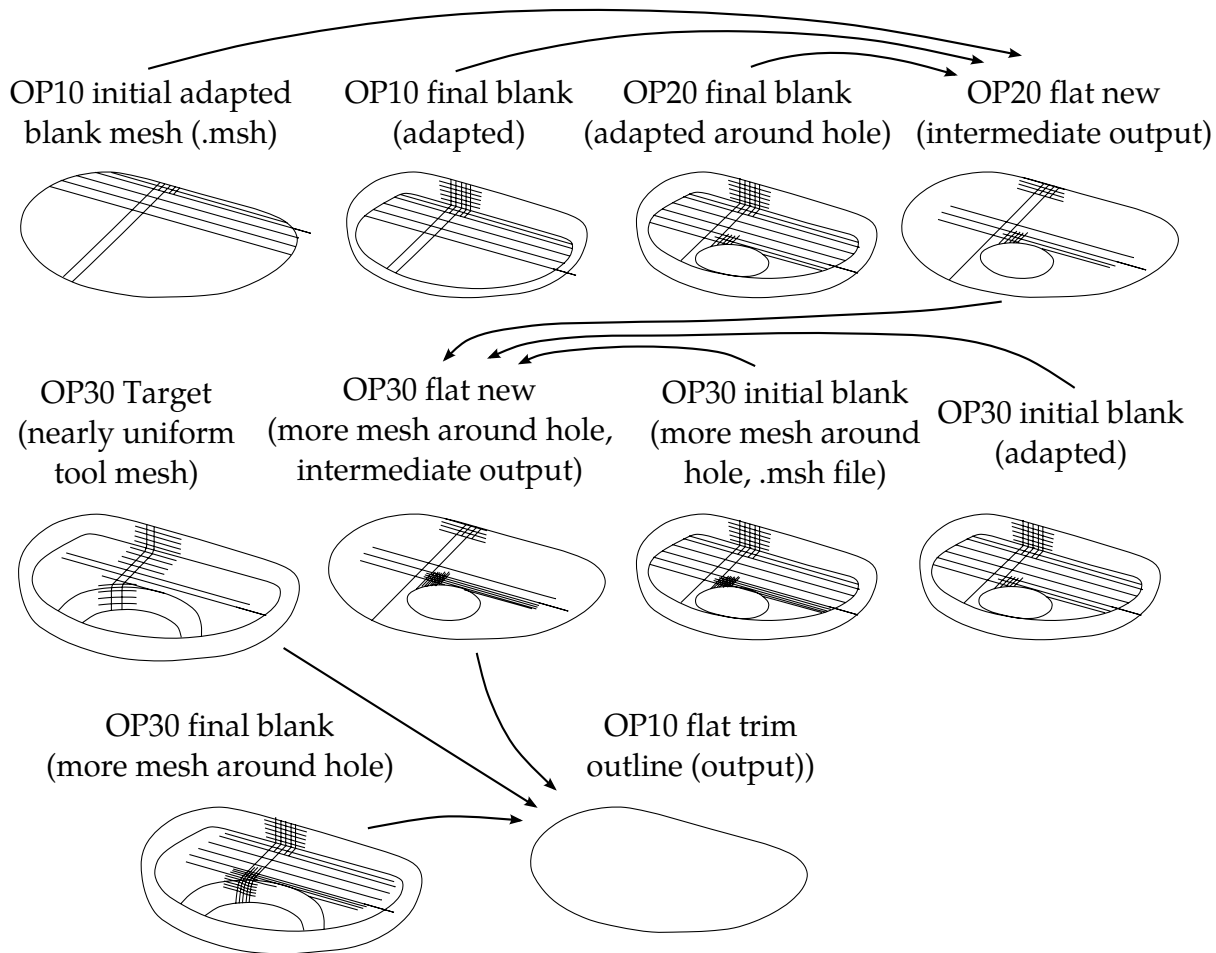 OP10 initial adapted
blank mesh (.msh)
OP10 final blank
(adapted)
OP20 final blank
(adapted around hole)
OP20 flat new
(intermediate output)
OP30 Target
(nearly uniform
tool mesh)
OP30 flat new
(more mesh around hole,
intermediate output)
OP30 initial blank
(more mesh around
hole, .msh file)
OP30 initial blank
(adapted)
OP30 final blank
(more mesh around hole)
OP10 flat trim
outline (output))